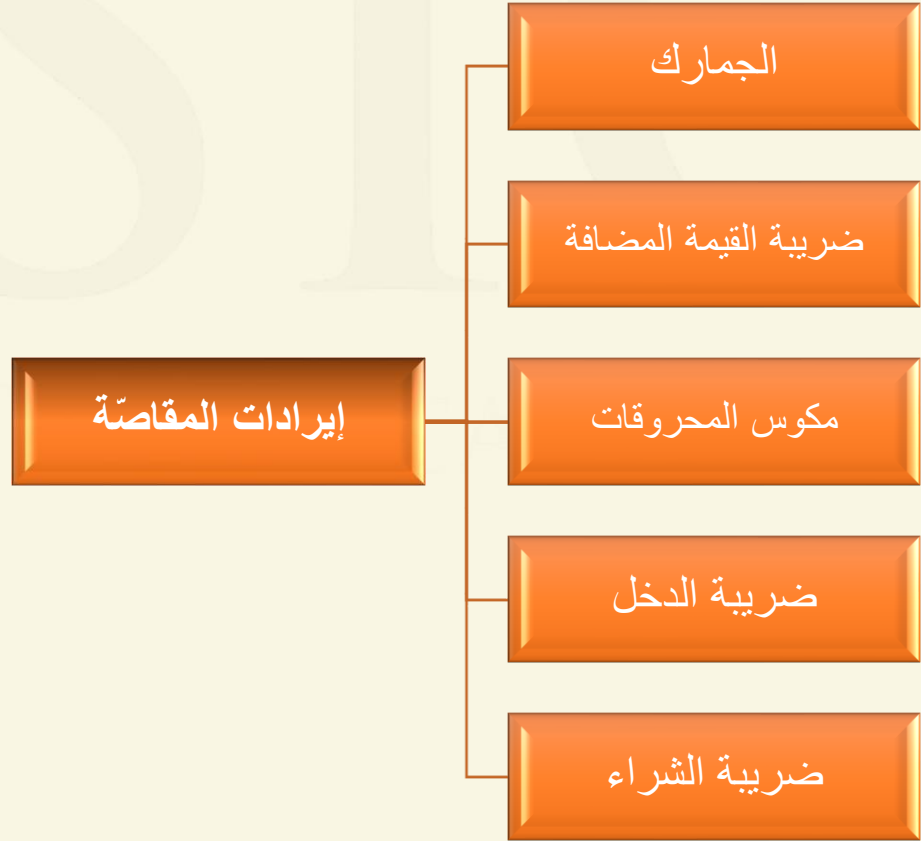 إيرادات المقاصّة
الجمارك
ضريبة القيمة المضافة
مكوس المحروقات
ضريبة الدخل
ضريبة الشراء